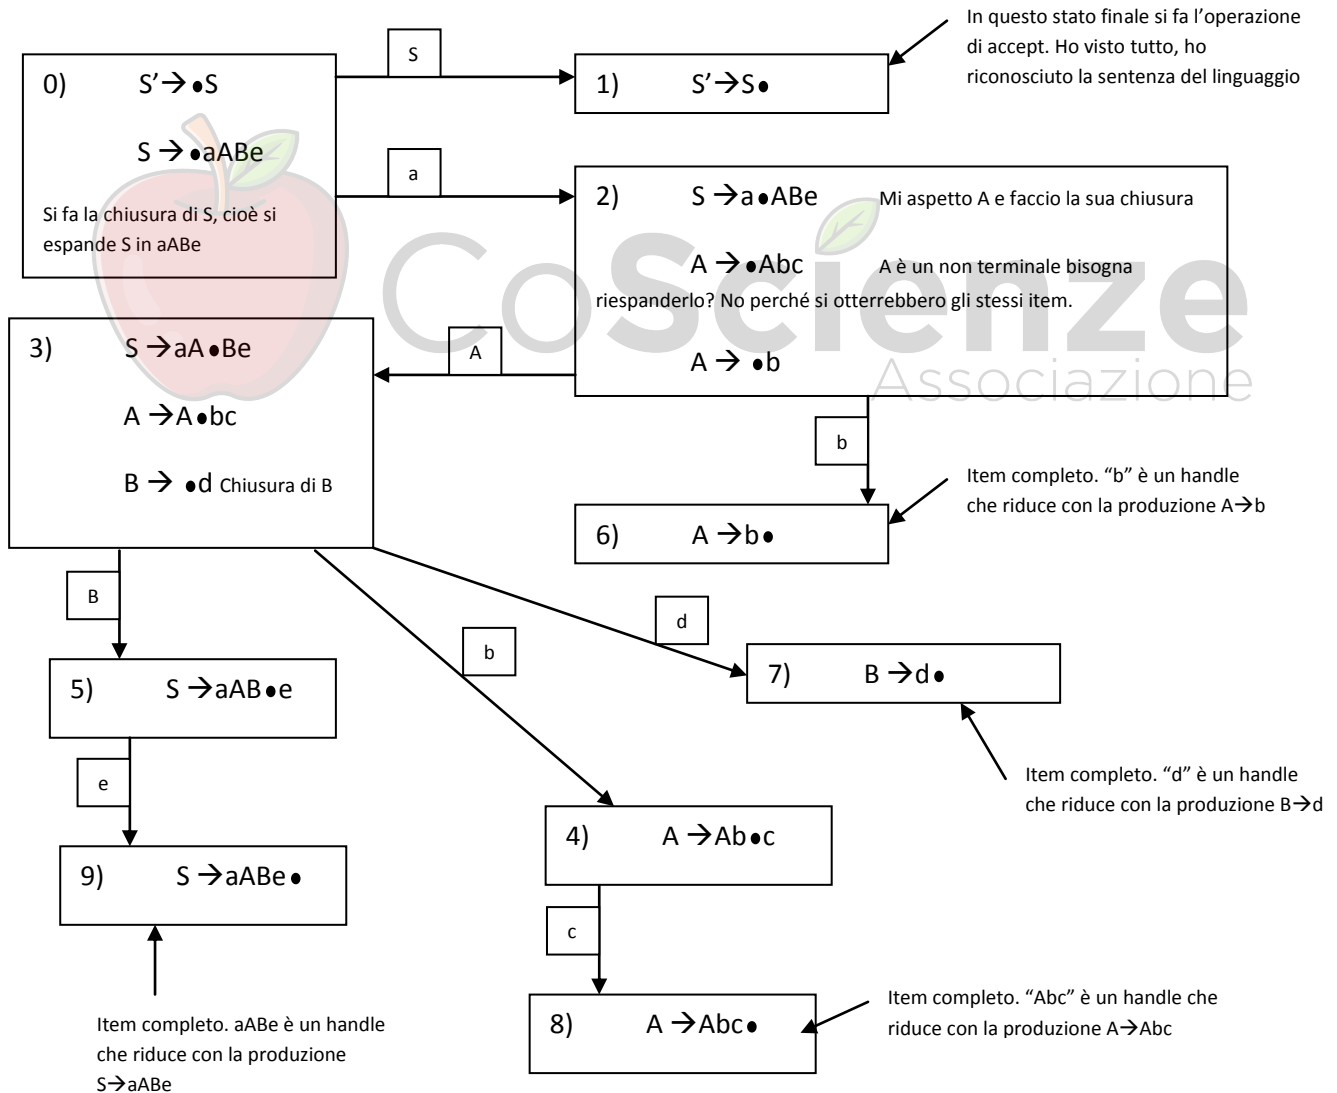 In questo stato finale si fa l’operazione
di accept. Ho visto tutto, ho
riconosciuto la sentenza del linguaggio
S
0) S’→ •S
S → •aABe
Si fa la chiusura di S, cioè si
espande S in aABe
1) S’→S•
a
2) S →a•ABe Mi aspetto A e faccio la sua chiusura
A → •Abc A è un non terminale bisogna
riespanderlo? No perché si otterrebbero gli stessi item.
A → •b
CoScienze
Associazione
A
3) S →aA•Be
A →A•bc
B → •d Chiusura di B
b
Item completo. “b” è un handle
che riduce con la produzione A→b
6) A →b•
B
b
d
5) S →aAB•e
7) B →d•
e
Item completo. “d” è un handle
che riduce con la produzione B→d
4) A →Ab•c
9) S →aABe•
c
Item completo. “Abc” è un handle che
riduce con la produzione A→Abc
8) A →Abc•
Item completo. aABe è un handle
che riduce con la produzione
S→aABe